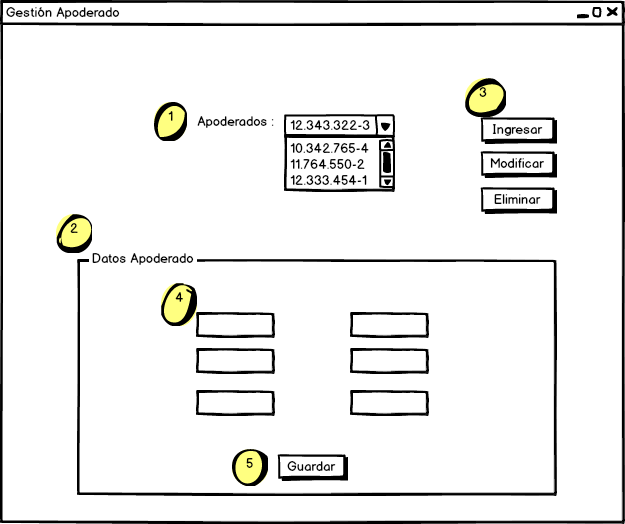 Gestión Apoderado
1
Apoderados :
12.343.322-3
10.342.765-4
11.764.550-2
12.333.454-1
3
Ingresar
Modificar
Eliminar
2
Datos Apoderado
4
5
Guardar